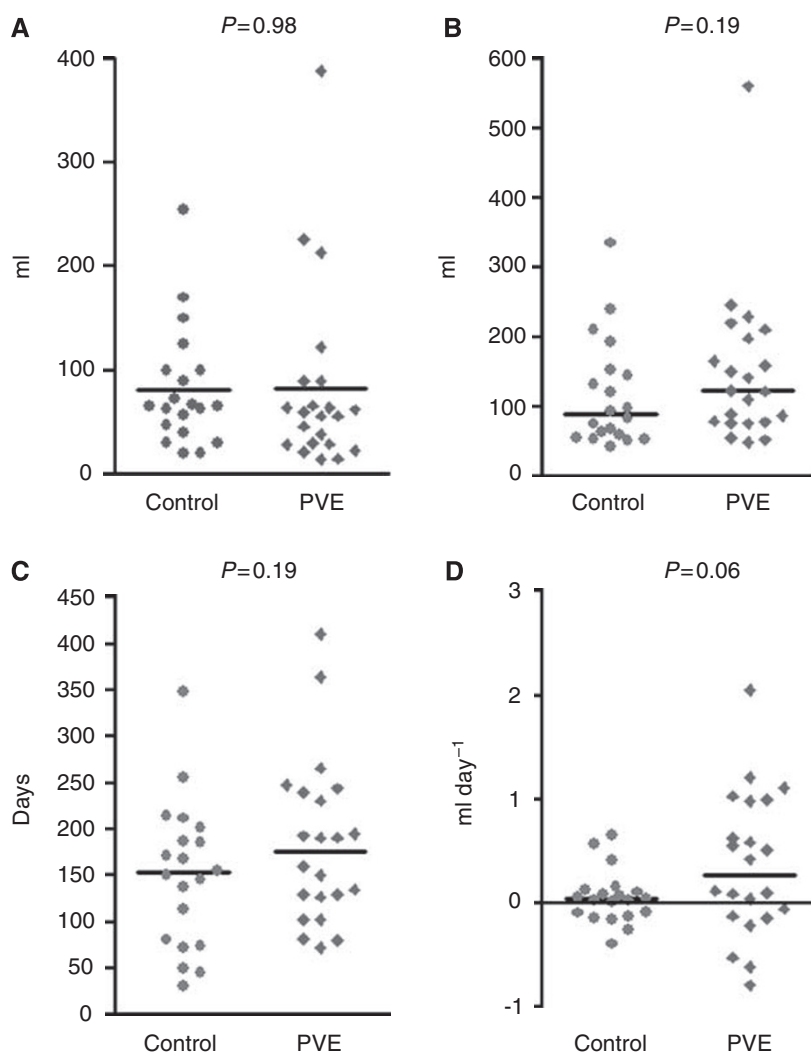 A
P=0.98
400
300
200
100
0
ml
Control
PVE
B
P=0.19
600
500
400
300
200
100
0
ml
Control
PVE
C
P=0.19
450
400
350
300
250
200
150
100
50
0
Days
Control
PVE
D
P=0.06
3
2
1
0
-1
ml day⁻¹
Control
PVE